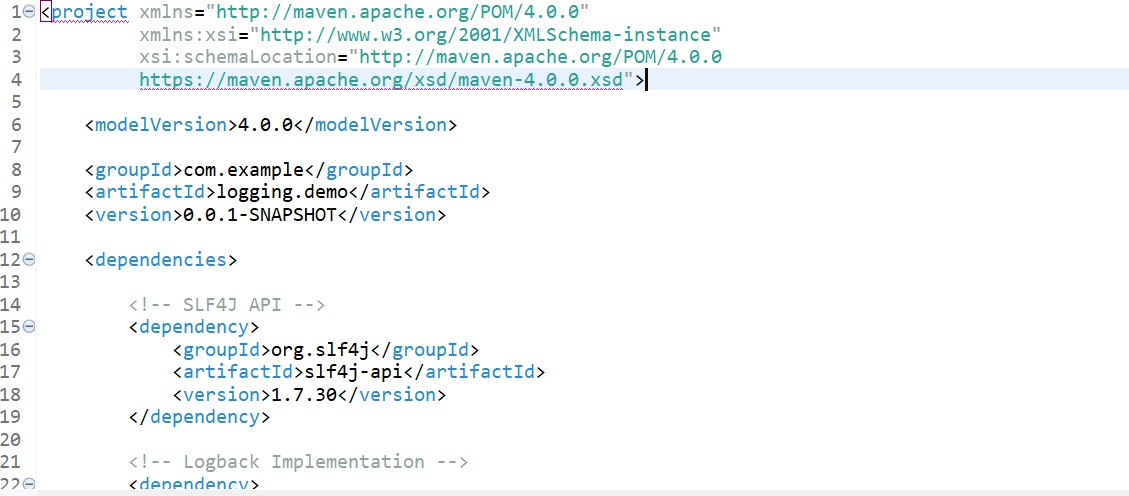 1 <project xmlns="http://maven.apache.org/POM/4.0.0"
2 xmlns:xsi="http://www.w3.org/2001/XMLSchema-instance"
3 xsi:schemaLocation="http://maven.apache.org/POM/4.0.0
4 https://maven.apache.org/xsd/maven-4.0.0.xsd">
5
6 <modelVersion>4.0.0</modelVersion>
7
8 <groupId>com.example</groupId>
9 <artifactId>logging.demo</artifactId>
10 <version>0.0.1-SNAPSHOT</version>
11
12 <dependencies>
13
14 <!-- SLF4J API -->
15 <dependency>
16 <groupId>org.slf4j</groupId>
17 <artifactId>slf4j-api</artifactId>
18 <version>1.7.30</version>
19 </dependency>
20
21 <!-- Logback Implementation -->
22 <dependency>